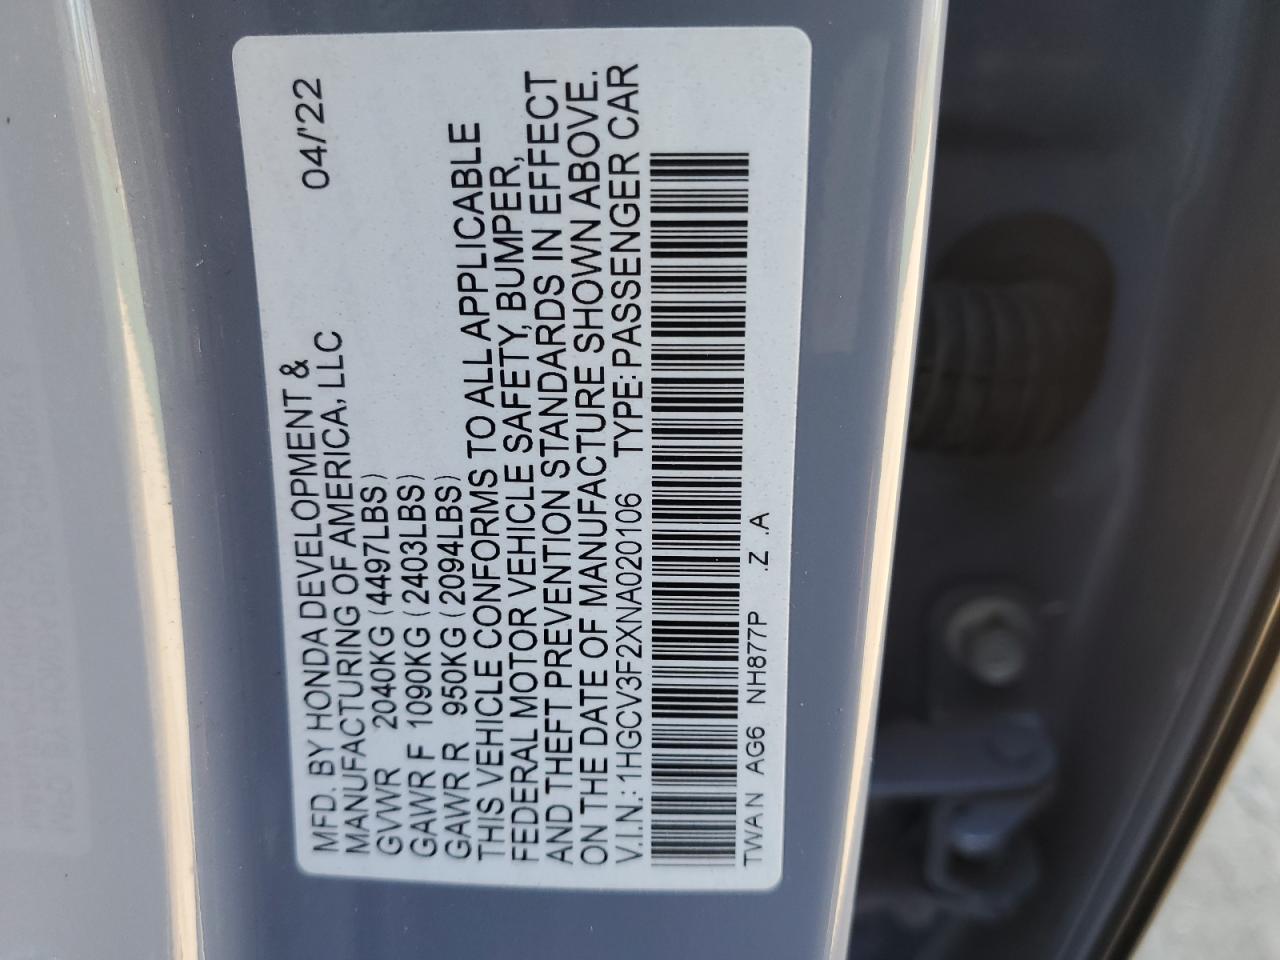 MFD. BY HONDA DEVELOPMENT & 04/'22
MANUFACTURING OF AMERICA, LLC
GVWR 2040KG (4497LBS)
GAWR F 1090KG (2403LBS)
GAWR R 950KG (2094LBS)
THIS VEHICLE CONFORMS TO ALL APPLICABLE
FEDERAL MOTOR VEHICLE SAFETY, BUMPER,
AND THEFT PREVENTION STANDARDS IN EFFECT
ON THE DATE OF MANUFACTURE SHOWN ABOVE.
V.I.N.: 1HGCV3F2XNA020106 TYPE: PASSENGER CAR
TWAN AG6 NH877P .Z .A